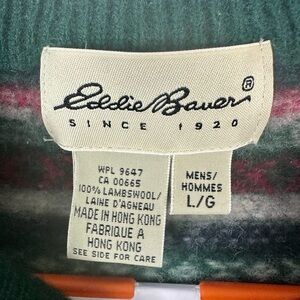 Eddie Bauer®
SINCE 1920
WPL 9647
CA 00665
100% LAMBSWOOL/
LAINE D'AGNEAU
MADE IN HONG KONG
FABRIQUE A
HONG KONG
SEE SIDE FOR CARE
MENS/
HOMMES
L/G